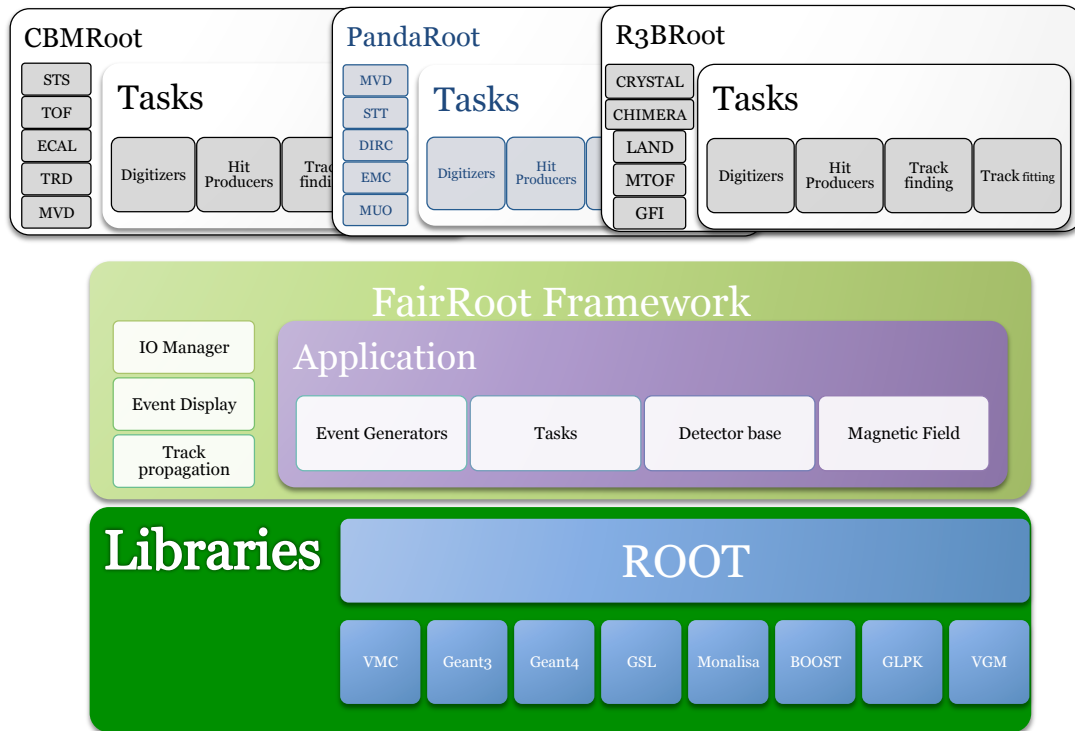 CBMRoot
STS
TOF
ECAL
TRD
MVD
Tasks
Digitizers
Hit
Producers
PandaRoot
MVD
STT
DIRC
EMC
MUO
Tasks
Digitizers
Hit
Producers
R3BRoot
CRYSTAL
CHIMERA
LAND
MTOF
GFI
Tasks
Digitizers
Hit
Producers
Track
finding
Track fitting
FairRoot Framework
IO Manager
Event Display
Track
propagation
Application
Event Generators
Tasks
Detector base
Magnetic Field
Libraries
ROOT
VMC
Geant3
Geant4
GSL
Monalisa
BOOST
GLPK
VGM